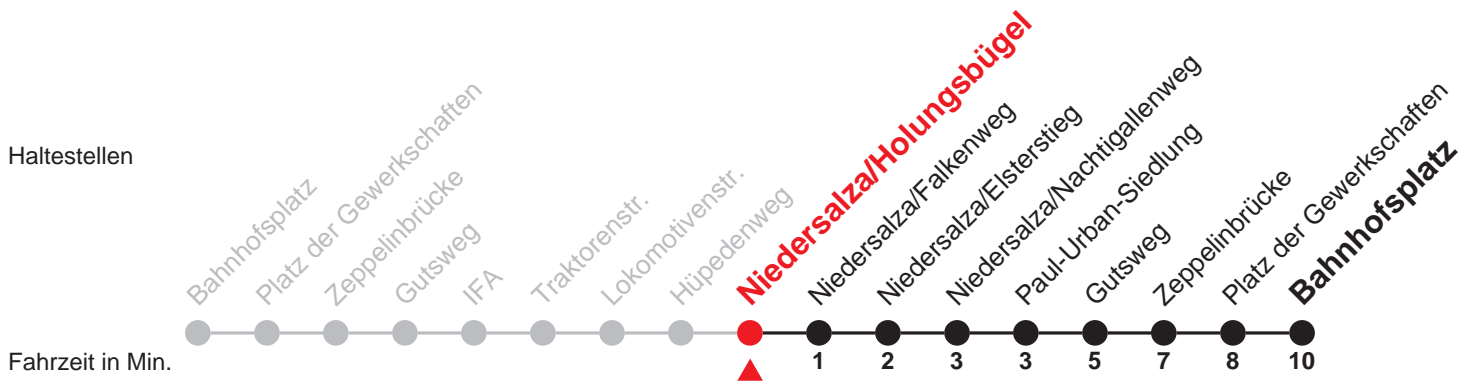 Haltestellen
Bahnhofsplatz
Platz der Gewerkschaften
Zeppelinbrücke
Gutsweg
IFA
Traktorenstr.
Lokomotivenstr.
Hüpedenweg
Niedersalza/Holungsbügel
Niedersalza/Falkenweg
Niedersalza/Elsterstieg
Niedersalza/Nachtigallenweg
Paul-Urban-Siedlung
Gutsweg
Zeppelinbrücke
Platz der Gewerkschaften
Bahnhofsplatz
Fahrzeit in Min.
1 2 3 3 5 7 8 10